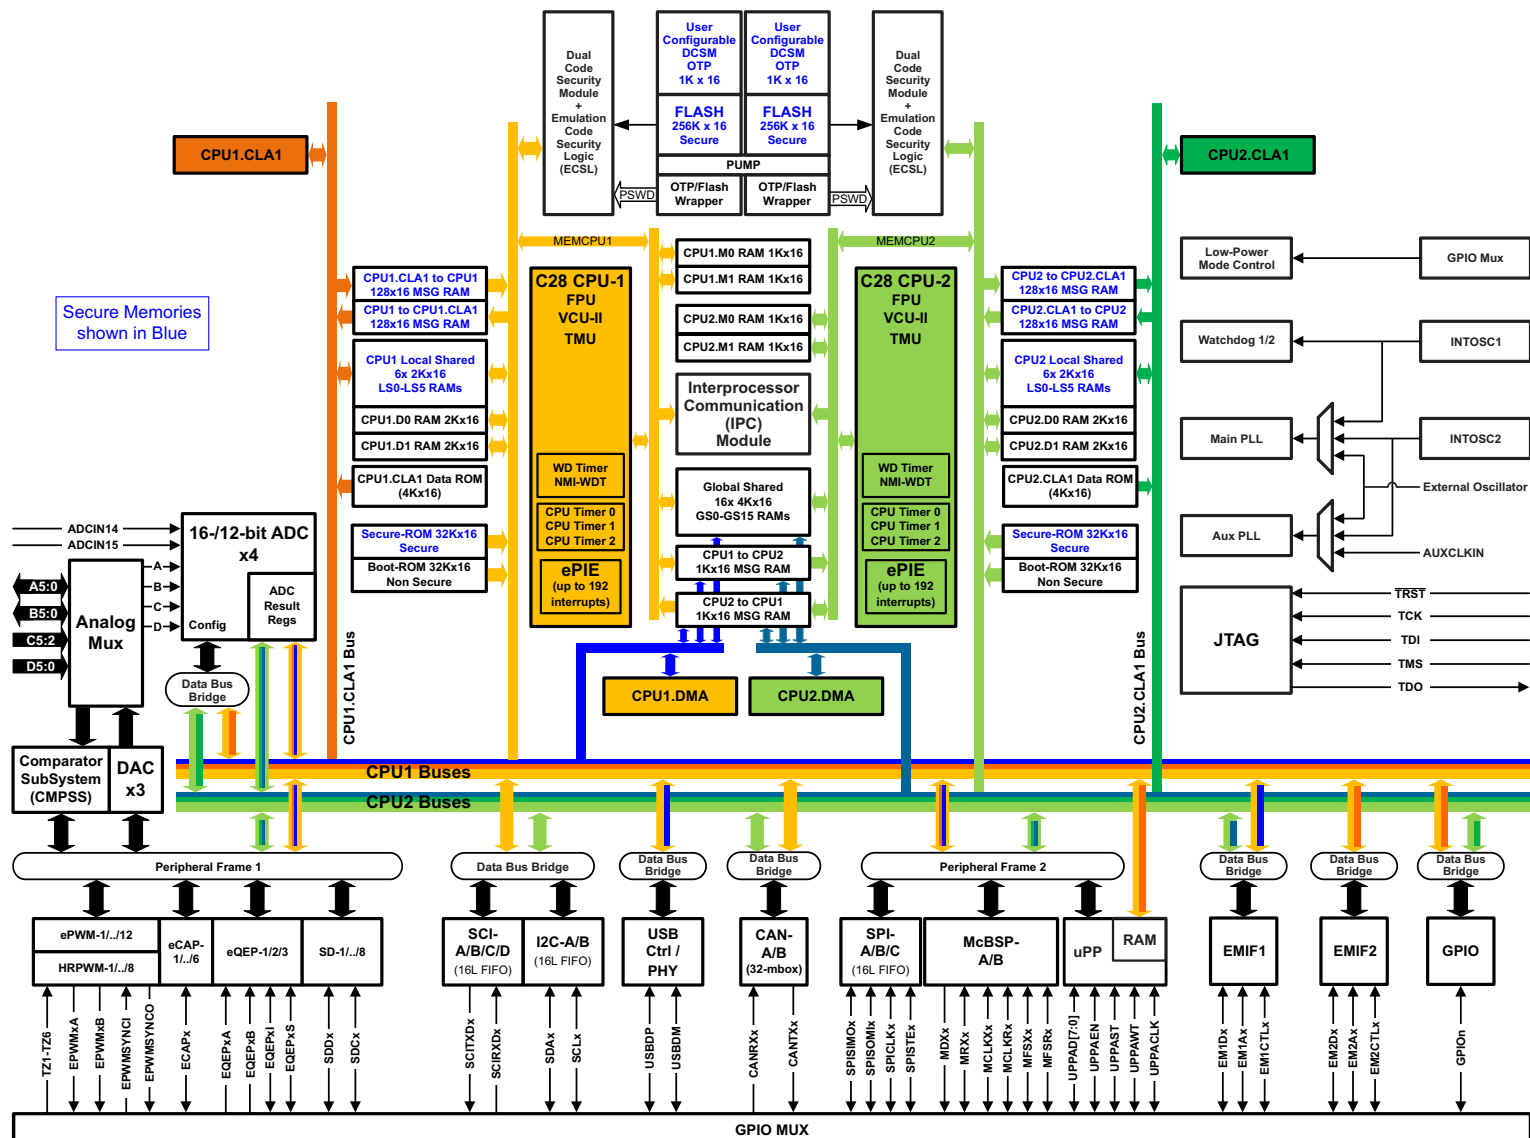 User
Configurable
DCSM
OTP
1K x 16
User
Configurable
DCSM
OTP
1K x 16
Dual
Code
Security
Module
+
Emulation
Code
Security
Logic
(ECSL)
Dual
Code
Security
Module
+
Emulation
Code
Security
Logic
(ECSL)
FLASH
256K x 16
Secure
FLASH
256K x 16
Secure
PUMP
OTP/Flash
Wrapper
OTP/Flash
Wrapper
PSWD
PSWD
CPU1.CLA1
CPU2.CLA1
MEMCPU1
MEMCPU2
Secure Memories
shown in Blue
CPU1.CLA1 to CPU1
128x16 MSG RAM
CPU1 to CPU1.CLA1
128x16 MSG RAM
CPU1 Local Shared
6x 2Kx16
LS0-LS5 RAMs
CPU1.D0 RAM 2Kx16
CPU1.D1 RAM 2Kx16
CPU1.CLA1 Data ROM
(4Kx16)
Secure-ROM 32Kx16
Secure
Boot-ROM 32Kx16
Non Secure
C28 CPU-1
FPU
VCU-II
TMU
WD Timer
NMI-WDT
CPU Timer 0
CPU Timer 1
CPU Timer 2
ePIE
(up to 192
interrupts)
CPU1.M0 RAM 1Kx16
CPU1.M1 RAM 1Kx16
CPU2.M0 RAM 1Kx16
CPU2.M1 RAM 1Kx16
Interprocessor
Communication
(IPC)
Module
Global Shared
16x 4Kx16
GS0-GS15 RAMs
CPU1 to CPU2
1Kx16 MSG RAM
CPU2 to CPU1
1Kx16 MSG RAM
C28 CPU-2
FPU
VCU-II
TMU
WD Timer
NMI-WDT
CPU Timer 0
CPU Timer 1
CPU Timer 2
ePIE
(up to 192
interrupts)
CPU2 to CPU2.CLA1
128x16 MSG RAM
CPU2.CLA1 to CPU2
128x16 MSG RAM
CPU2 Local Shared
6x 2Kx16
LS0-LS5 RAMs
CPU2.D0 RAM 2Kx16
CPU2.D1 RAM 2Kx16
CPU2.CLA1 Data ROM
(4Kx16)
Secure-ROM 32Kx16
Secure
Boot-ROM 32Kx16
Non Secure
Low-Power
Mode Control
GPIO Mux
Watchdog 1/2
INTOSC1
Main PLL
INTOSC2
External Oscillator
Aux PLL
AUXCLKIN
JTAG
TRST
TCK
TDI
TMS
TDO
ADCIN14
ADCIN15
16-/12-bit ADC
x4
A
B
C
D
Config
ADC
Result
Regs
A5:0
B5:0
C5:2
D5:0
Analog
Mux
Data Bus
Bridge
CPU1.CLA1 Bus
CPU2.CLA1 Bus
CPU1.DMA
CPU2.DMA
Comparator
SubSystem
(CMPSS)
DAC
x3
CPU1 Buses
CPU2 Buses
Peripheral Frame 1
Data Bus Bridge
Data Bus
Bridge
Data Bus
Bridge
Peripheral Frame 2
Data Bus
Bridge
Data Bus
Bridge
Data Bus
Bridge
ePWM-1/../12
HRPWM-1/../8
eCAP-
1/../6
eQEP-1/2/3
SD-1/../8
SCI-
A/B/C/D
(16L FIFO)
I2C-A/B
(16L FIFO)
USB
Ctrl /
PHY
CAN-
A/B
(32-mbox)
SPI-
A/B/C
(16L FIFO)
McBSP-
A/B
uPP
RAM
EMIF1
EMIF2
GPIO
TZ1-TZ6
EPWMxA
EPWMxB
EPWMSYNCI
EPWMSYNCO
ECAPx
EQEPxA
EQEPxB
EQEPxI
EQEPxS
SDDx
SDCx
SCITXDx
SCIRXDx
SDAx
SCLx
USBDP
USBDM
CANRXx
CANTXx
SPISIMOx
SPISOMIx
SPICLKx
SPISTEx
MDXx
MRXx
MCLKXx
MCLKRx
MFSXx
MFSRx
UPPAD[7:0]
UPPAEN
UPPAST
UPPAWT
UPPACLK
EM1Dx
EM1Ax
EM1CTLx
EM2Dx
EM2Ax
EM2CTLx
GPIOn
GPIO MUX